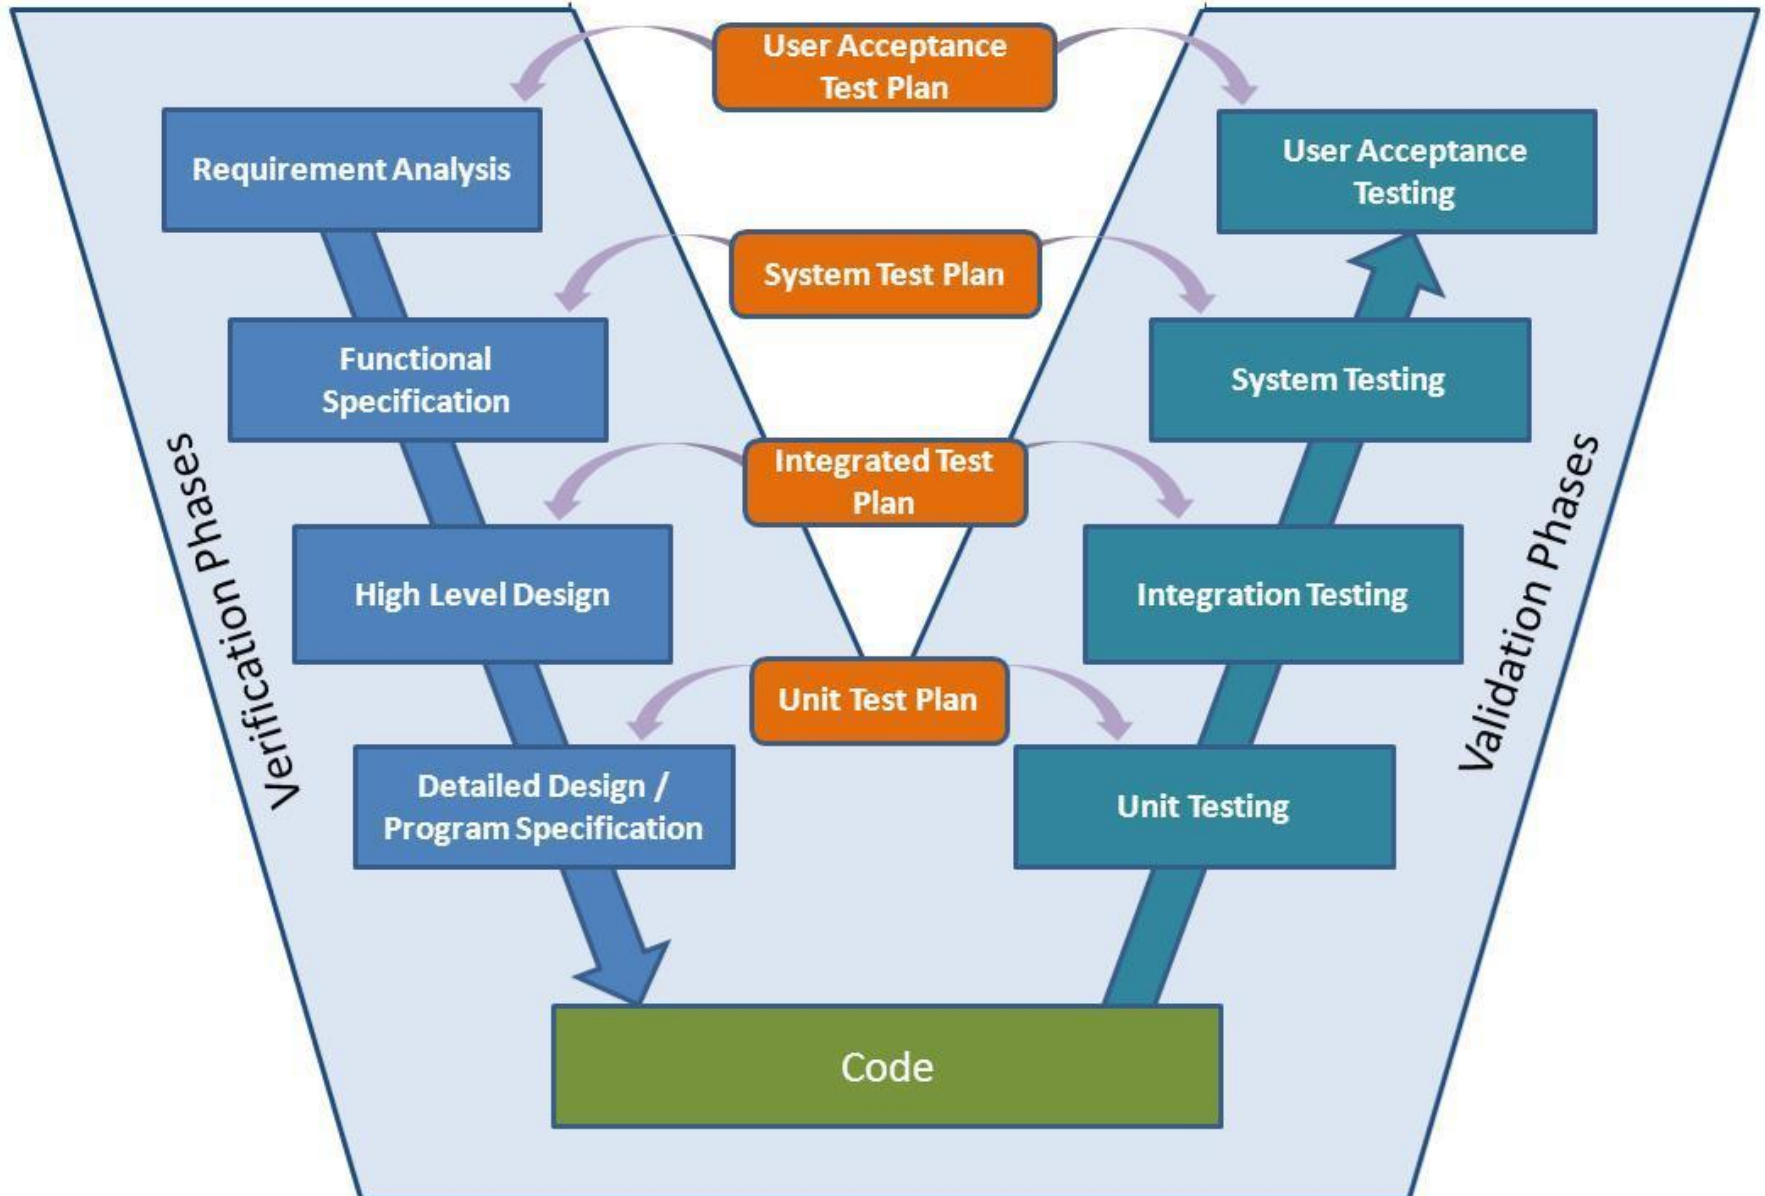 User Acceptance
Test Plan
Requirement Analysis
User Acceptance
Testing
System Test Plan
Functional
Specification
System Testing
Integrated Test
Plan
High Level Design
Integration Testing
Verification Phases
Validation Phases
Unit Test Plan
Detailed Design /
Program Specification
Unit Testing
Code